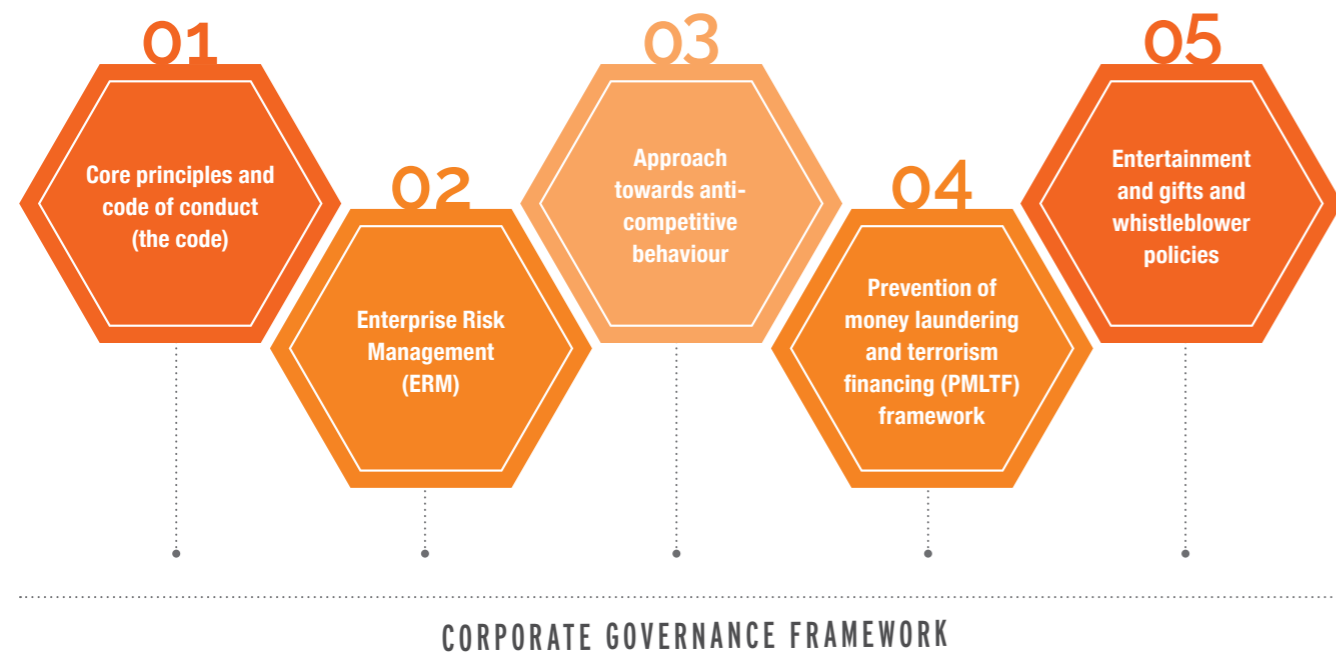 01
Core principles and
code of conduct
(the code)
02
Enterprise Risk
Management
(ERM)
03
Approach
towards anti-
competitive
behaviour
04
Prevention of
money laundering
and terrorism
financing (PMLTF)
framework
05
Entertainment
and gifts and
whistleblower
policies
CORPORATE GOVERNANCE FRAMEWORK